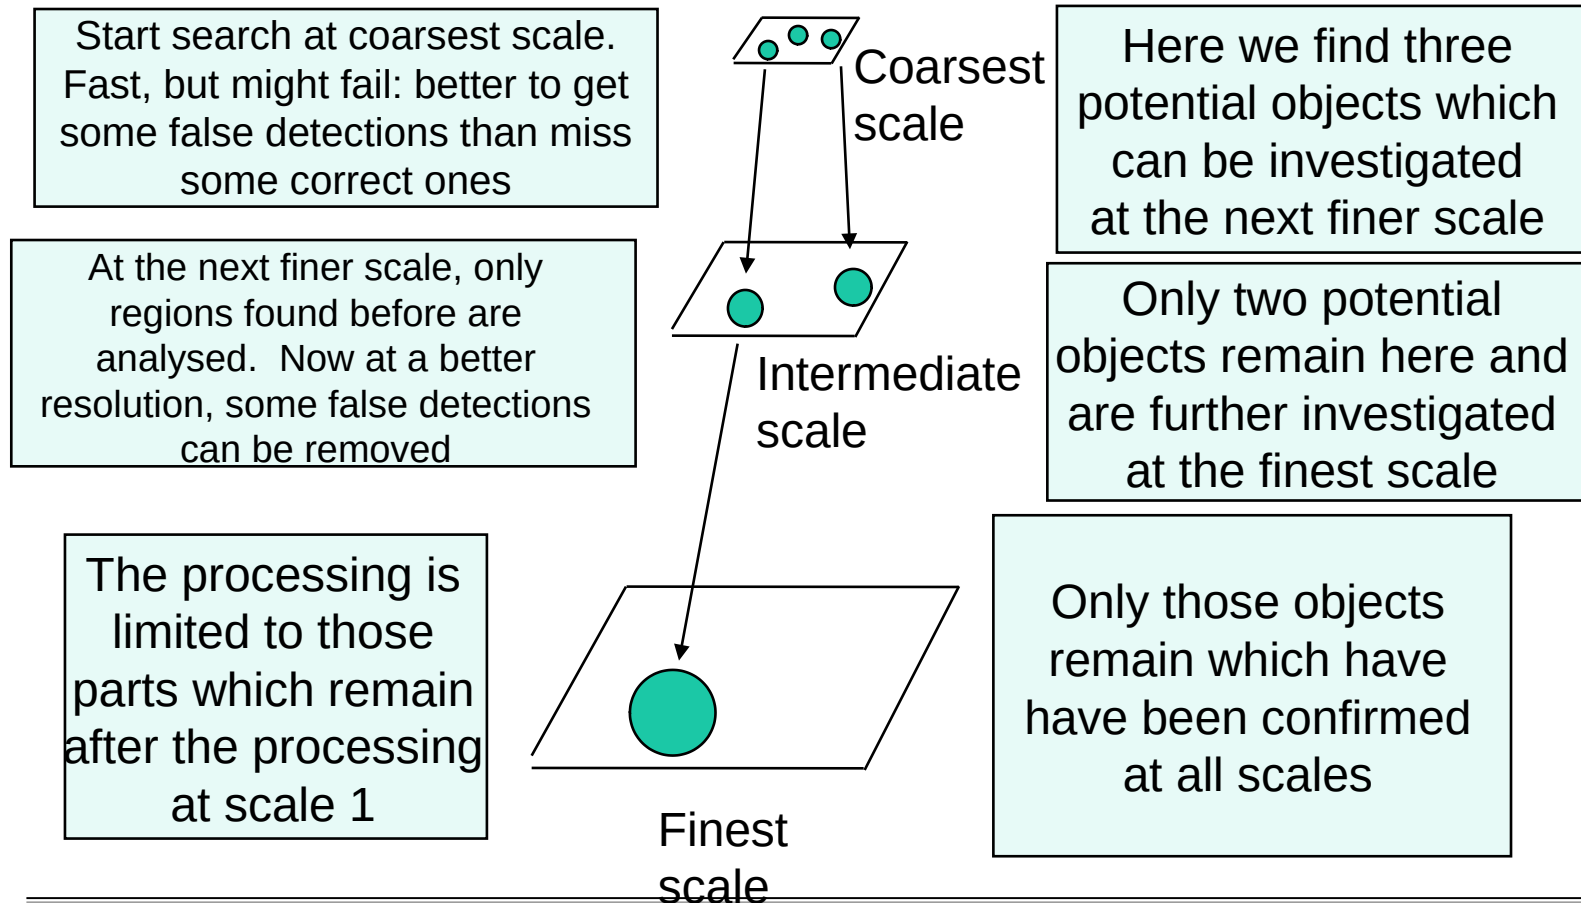 Start search at coarsest scale.
Fast, but might fail: better to get
some false detections than miss
some correct ones
Coarsest
scale
Here we find three
potential objects which
can be investigated
at the next finer scale
At the next finer scale, only
regions found before are
analysed. Now at a better
resolution, some false detections
can be removed
Intermediate
scale
Only two potential
objects remain here and
are further investigated
at the finest scale
The processing is
limited to those
parts which remain
after the processing
at scale 1
Finest
scale
Only those objects
remain which have
have been confirmed
at all scales